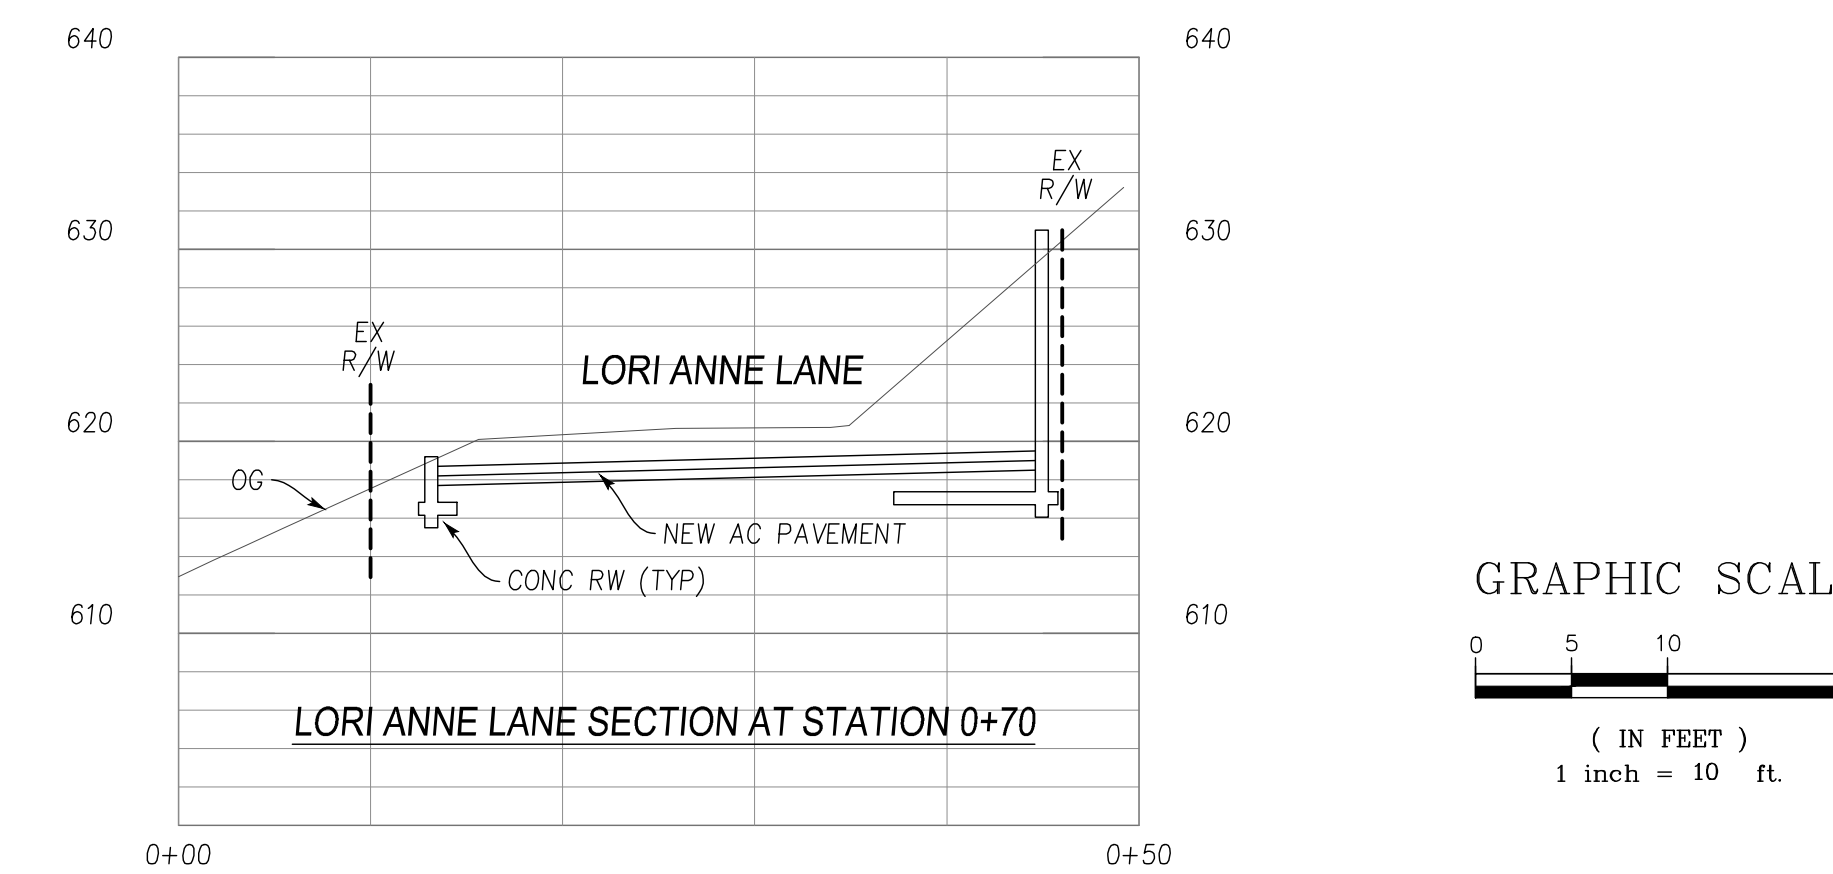 640
640
EX
R/W
630
630
EX
R/W
LORI ANNE LANE
620
620
OG
NEW AC PAVEMENT
CONC RW (TYP)
610
610
LORI ANNE LANE SECTION AT STATION 0+70
0+00
0+50
GRAPHIC SCAL
0 5 10
( IN FEET )
1 inch = 10 ft.